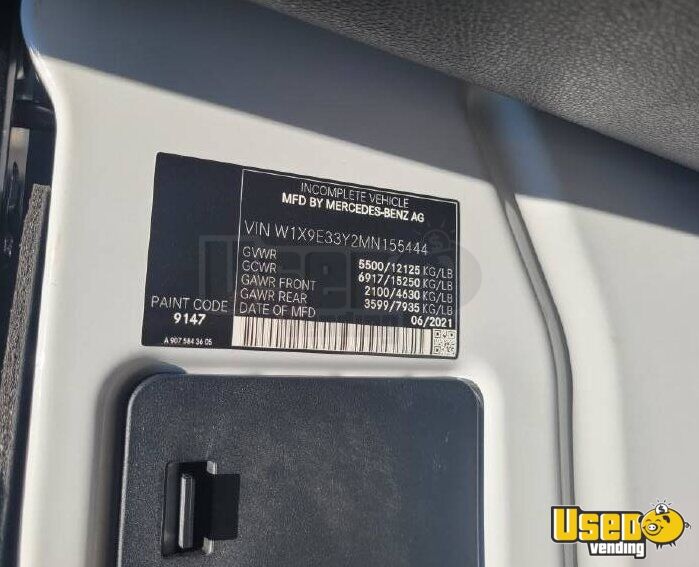 INCOMPLETE VEHICLE
MFD BY MERCEDES-BENZ AG
VIN W1X9E33Y2MN155444
GVWR 5500/12125 KG/LB
GCWR 6917/15250 KG/LB
GAWR FRONT 2100/4630 KG/LB
GAWR REAR 3599/7935 KG/LB
DATE OF MFD 06/2021
PAINT CODE
9147
A 907 584 36 05
USED
vending